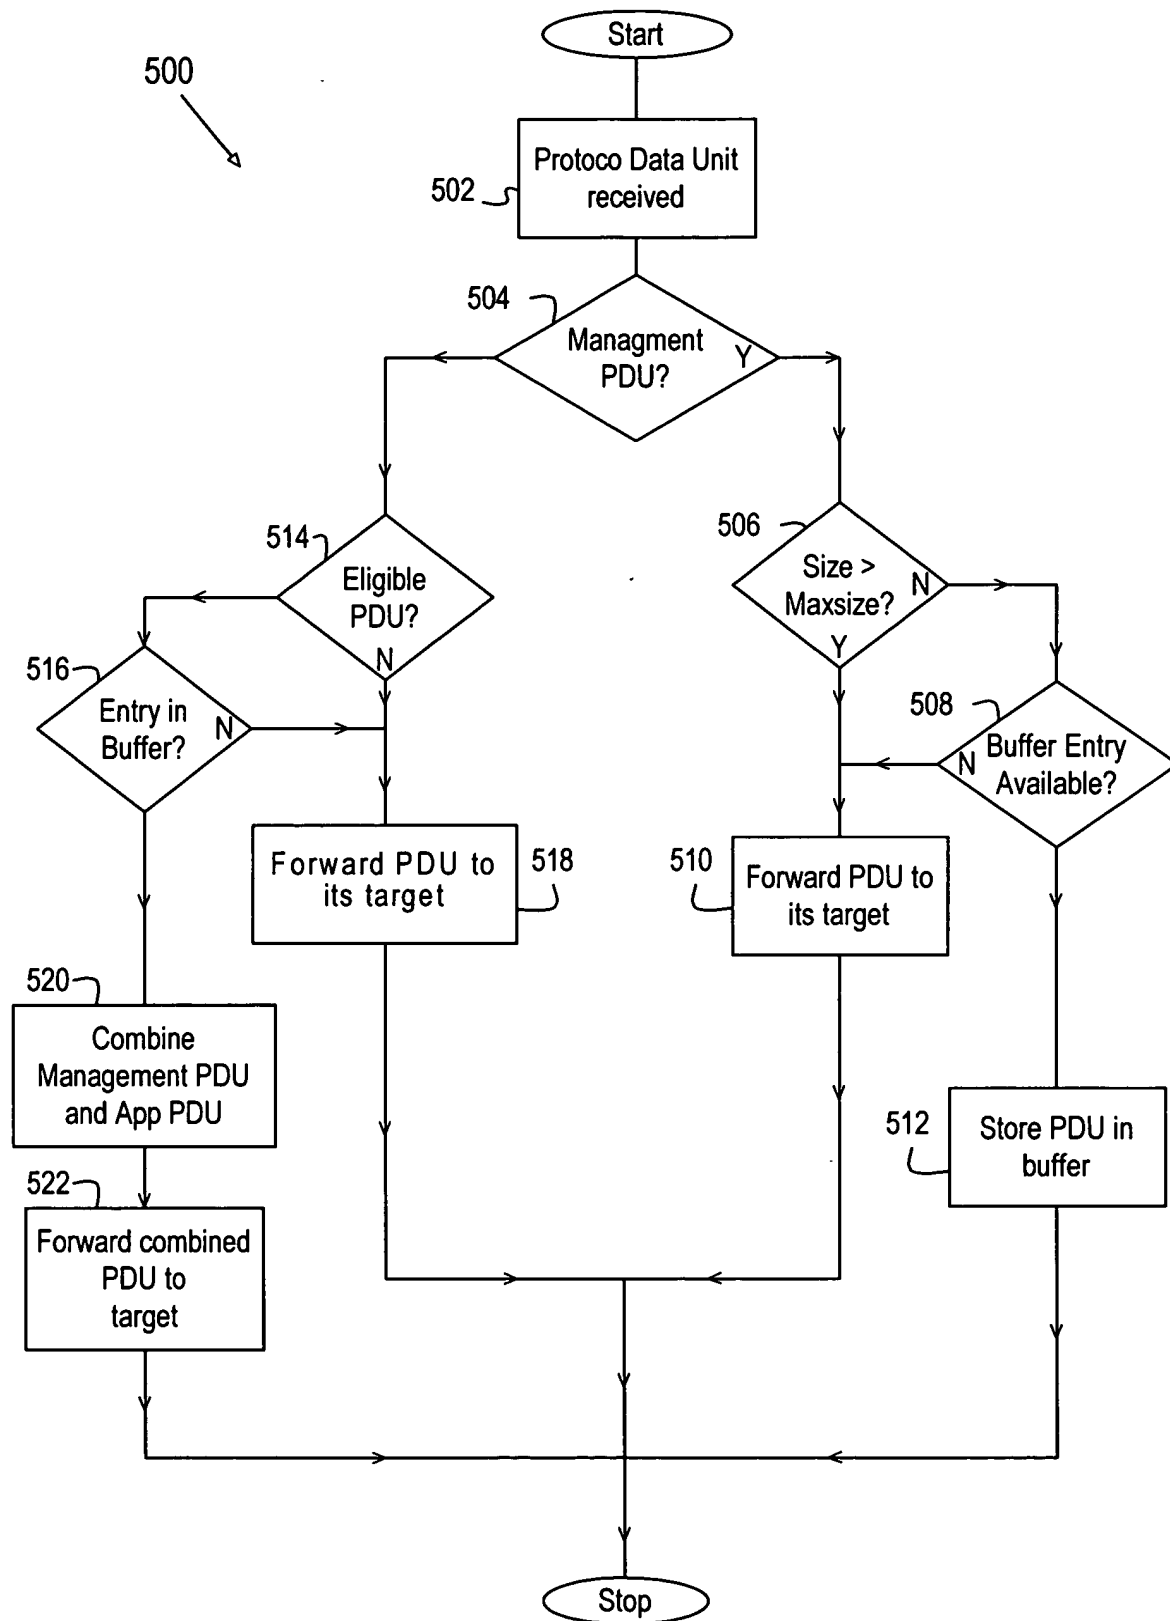 Start
500
Protoco Data Unit
received
502
504
Managment
PDU?
Y
514
Eligible
PDU?
N
506
Size >
Maxsize?
N
Y
516
Entry in
Buffer?
N
508
Buffer Entry
Available?
N
Forward PDU to
its target
518
510
Forward PDU to
its target
520
Combine
Management PDU
and App PDU
512
Store PDU in
buffer
522
Forward combined
PDU to
target
Stop